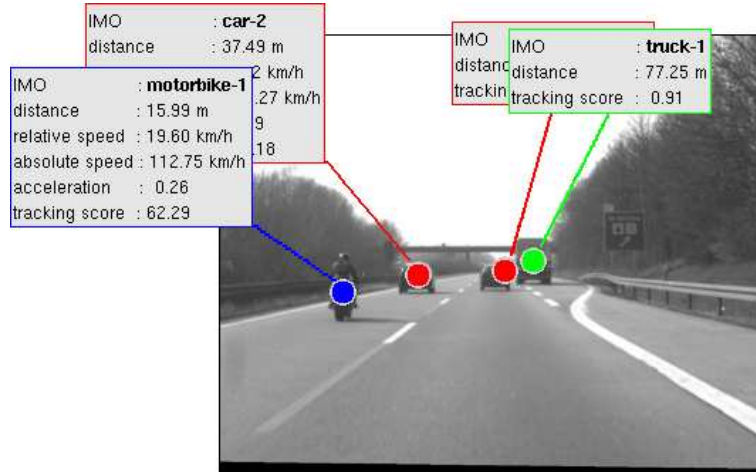 IMO : car-2
distance : 37.49 m
2 km/h
.27 km/h
9
.18
IMO : motorbike-1
distance : 15.99 m
relative speed : 19.60 km/h
absolute speed : 112.75 km/h
acceleration : 0.26
tracking score : 62.29
IMO
distanc
trackin
IMO : truck-1
distance : 77.25 m
tracking score : 0.91